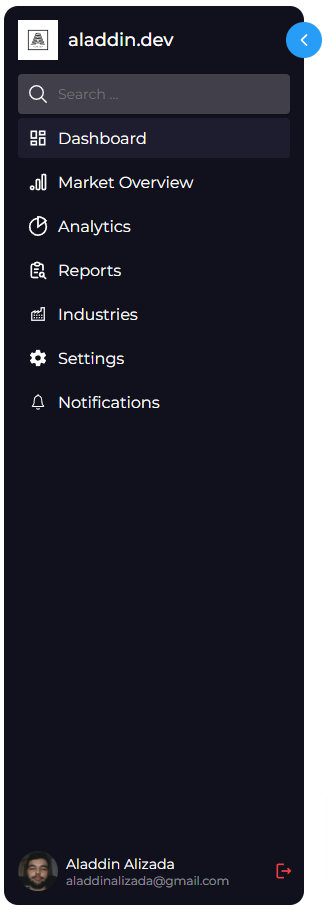 aladdin.dev
Search ...
Dashboard
Market Overview
Analytics
Reports
Industries
Settings
Notifications
Aladdin Alizada
aladdinalizada@gmail.com